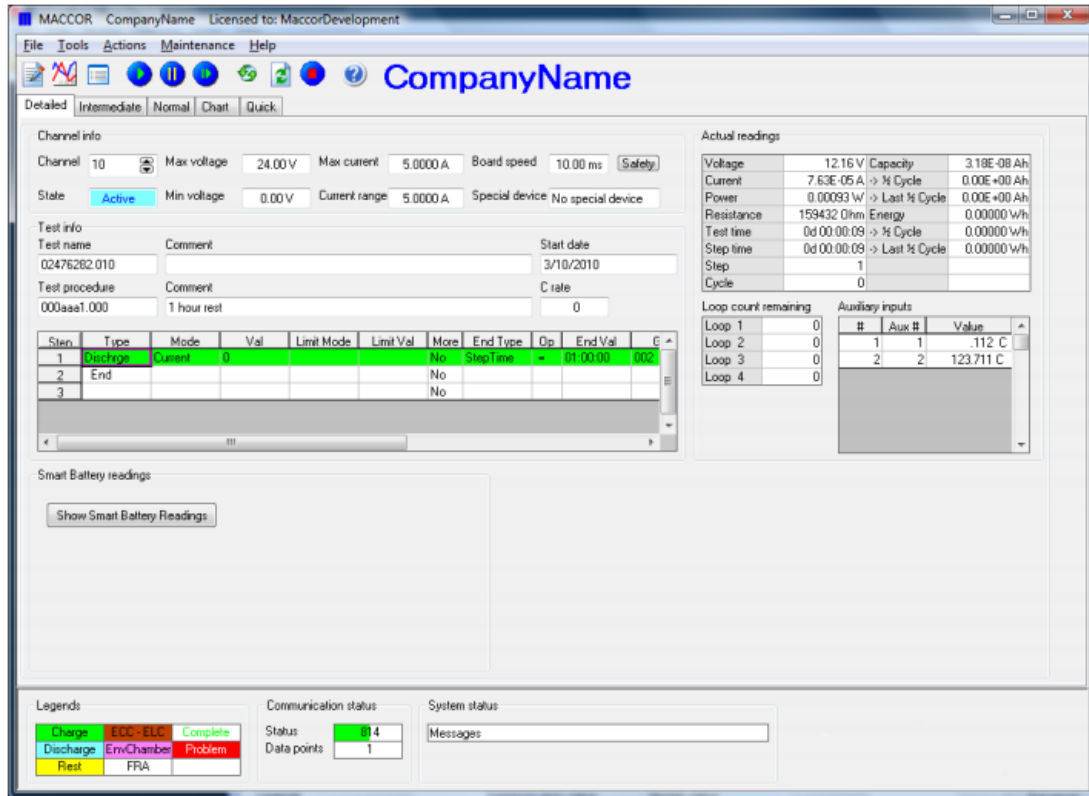 MACCOR CompanyName Licensed to: MaccorDevelopment
File Tools Actions Maintenance Help
CompanyName
Detailed Intermediate Normal Chart Quick
Channel info
Channel 10 Max voltage 24.00 V Max current 5.0000 A Board speed 10.00 ms Safety
State Active Min voltage 0.00 V Current range 5.0000 A Special device No special device
Test info
Test name Comment Start date
02476282.010 3/10/2010
Test procedure Comment C rate
000aaa1.000 1 hour rest 0
Step Type Mode Val Limit Mode Limit Val More End Type Op End Val G
1 Dischrge Current 0 No StepTime = 01:00:00 002
2 End No
3 No
Actual readings
Voltage 12.16 V Capacity 3.18E-08 Ah
Current 7.63E-05 A -> ½ Cycle 0.00E+00 Ah
Power 0.00093 W -> Last ½ Cycle 0.00E+00 Ah
Resistance 159432 Ohm Energy 0.00000 Wh
Test time 0d 00:00:09 -> ½ Cycle 0.00000 Wh
Step time 0d 00:00:09 -> Last ½ Cycle 0.00000 Wh
Step 1
Cycle 0
Loop count remaining
Loop 1 0
Loop 2 0
Loop 3 0
Loop 4 0
Auxiliary inputs
# Aux # Value
1 1 .112 C
2 2 123.711 C
Smart Battery readings
Show Smart Battery Readings
Legends
Charge ECC - ELC Complete
Discharge EnvChamber Problem
Rest FRA
Communication status
Status 814
Data points 1
System status
Messages